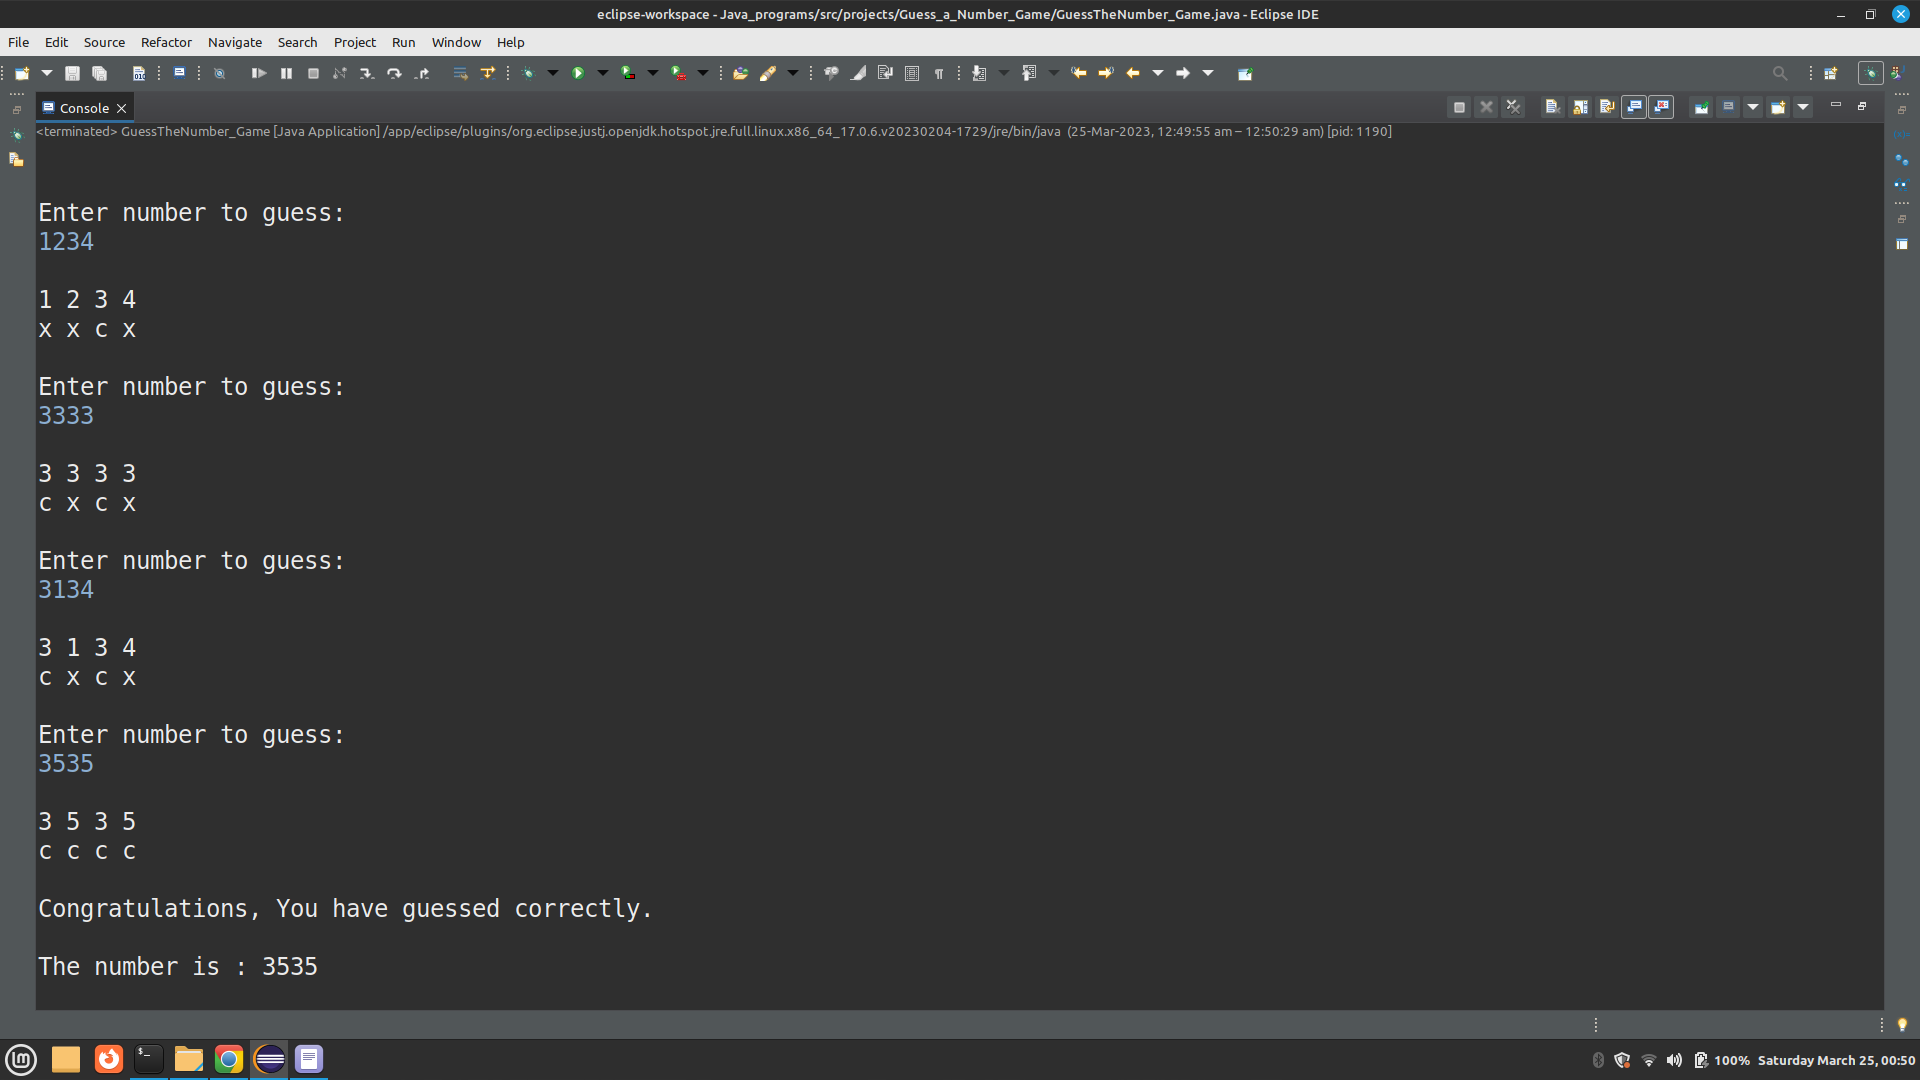 eclipse-workspace - Java_programs/src/projects/Guess_a_Number_Game/GuessTheNumber_Game.java - Eclipse IDE
File Edit Source Refactor Navigate Search Project Run Window Help
Console
<terminated> GuessTheNumber_Game [Java Application] /app/eclipse/plugins/org.eclipse.justj.openjdk.hotspot.jre.full.linux.x86_64_17.0.6.v20230204-1729/jre/bin/java (25-Mar-2023, 12:49:55 am – 12:50:29 am) [pid: 1190]
Enter number to guess:
1234
1 2 3 4
x x c x
Enter number to guess:
3333
3 3 3 3
c x c x
Enter number to guess:
3134
3 1 3 4
c x c x
Enter number to guess:
3535
3 5 3 5
c c c c
Congratulations, You have guessed correctly.
The number is : 3535
100% Saturday March 25, 00:50